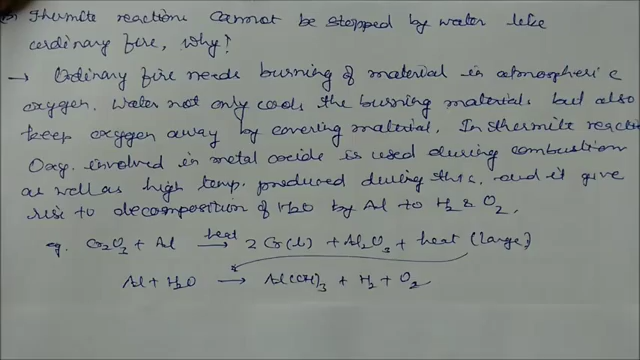 Thermite reactions cannot be stopped by water like
ordinary fire, why?
→ Ordinary fire needs burning of material in atmospheric
oxygen. Water not only cools the burning materials but also
keep oxygen away by covering material. In thermite reaction
Oxy. involved in metal oxide is used during combustion
as well as high temp. produced during this, and it give
rise to decomposition of H₂O by Al to H₂ & O₂.
eg. Cr₂O₃ + Al —heat→ 2 Cr(l) + Al₂O₃ + heat (large)
Al + H₂O → Al(OH)₃ + H₂ + O₂